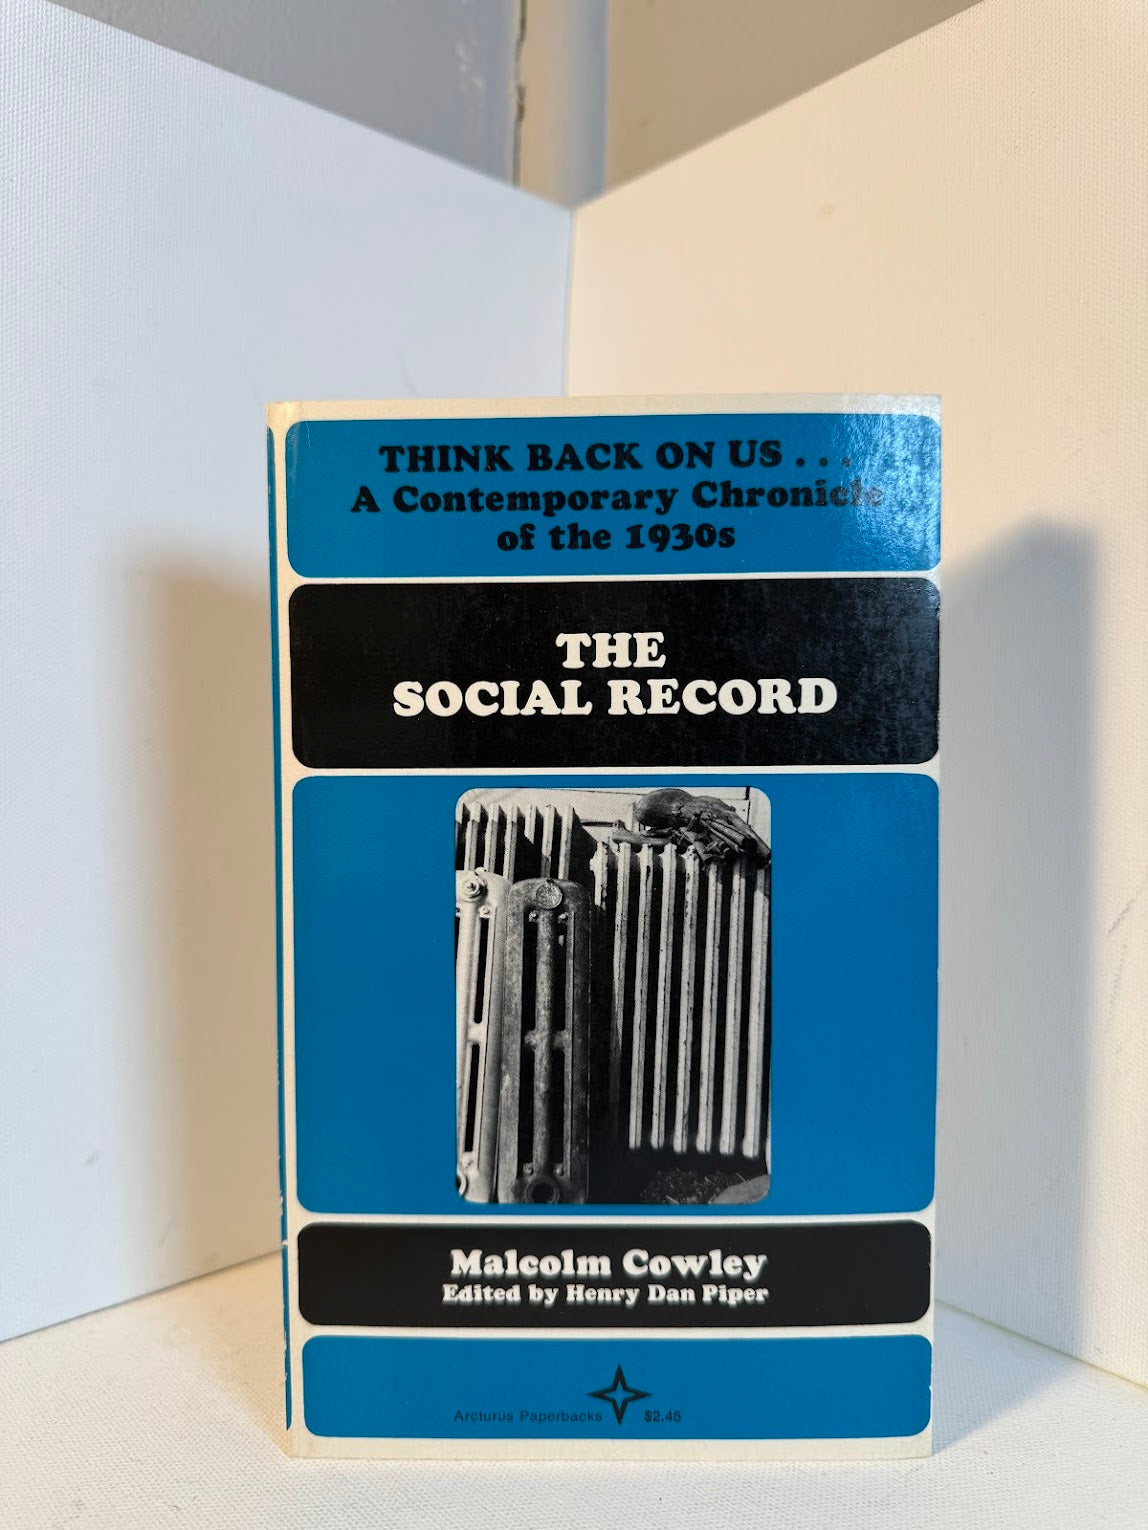 THINK BACK ON US . . .
A Contemporary Chronicle
of the 1930s
THE
SOCIAL RECORD
Malcolm Cowley
Edited by Henry Dan Piper
Arcturus Paperbacks $2.45